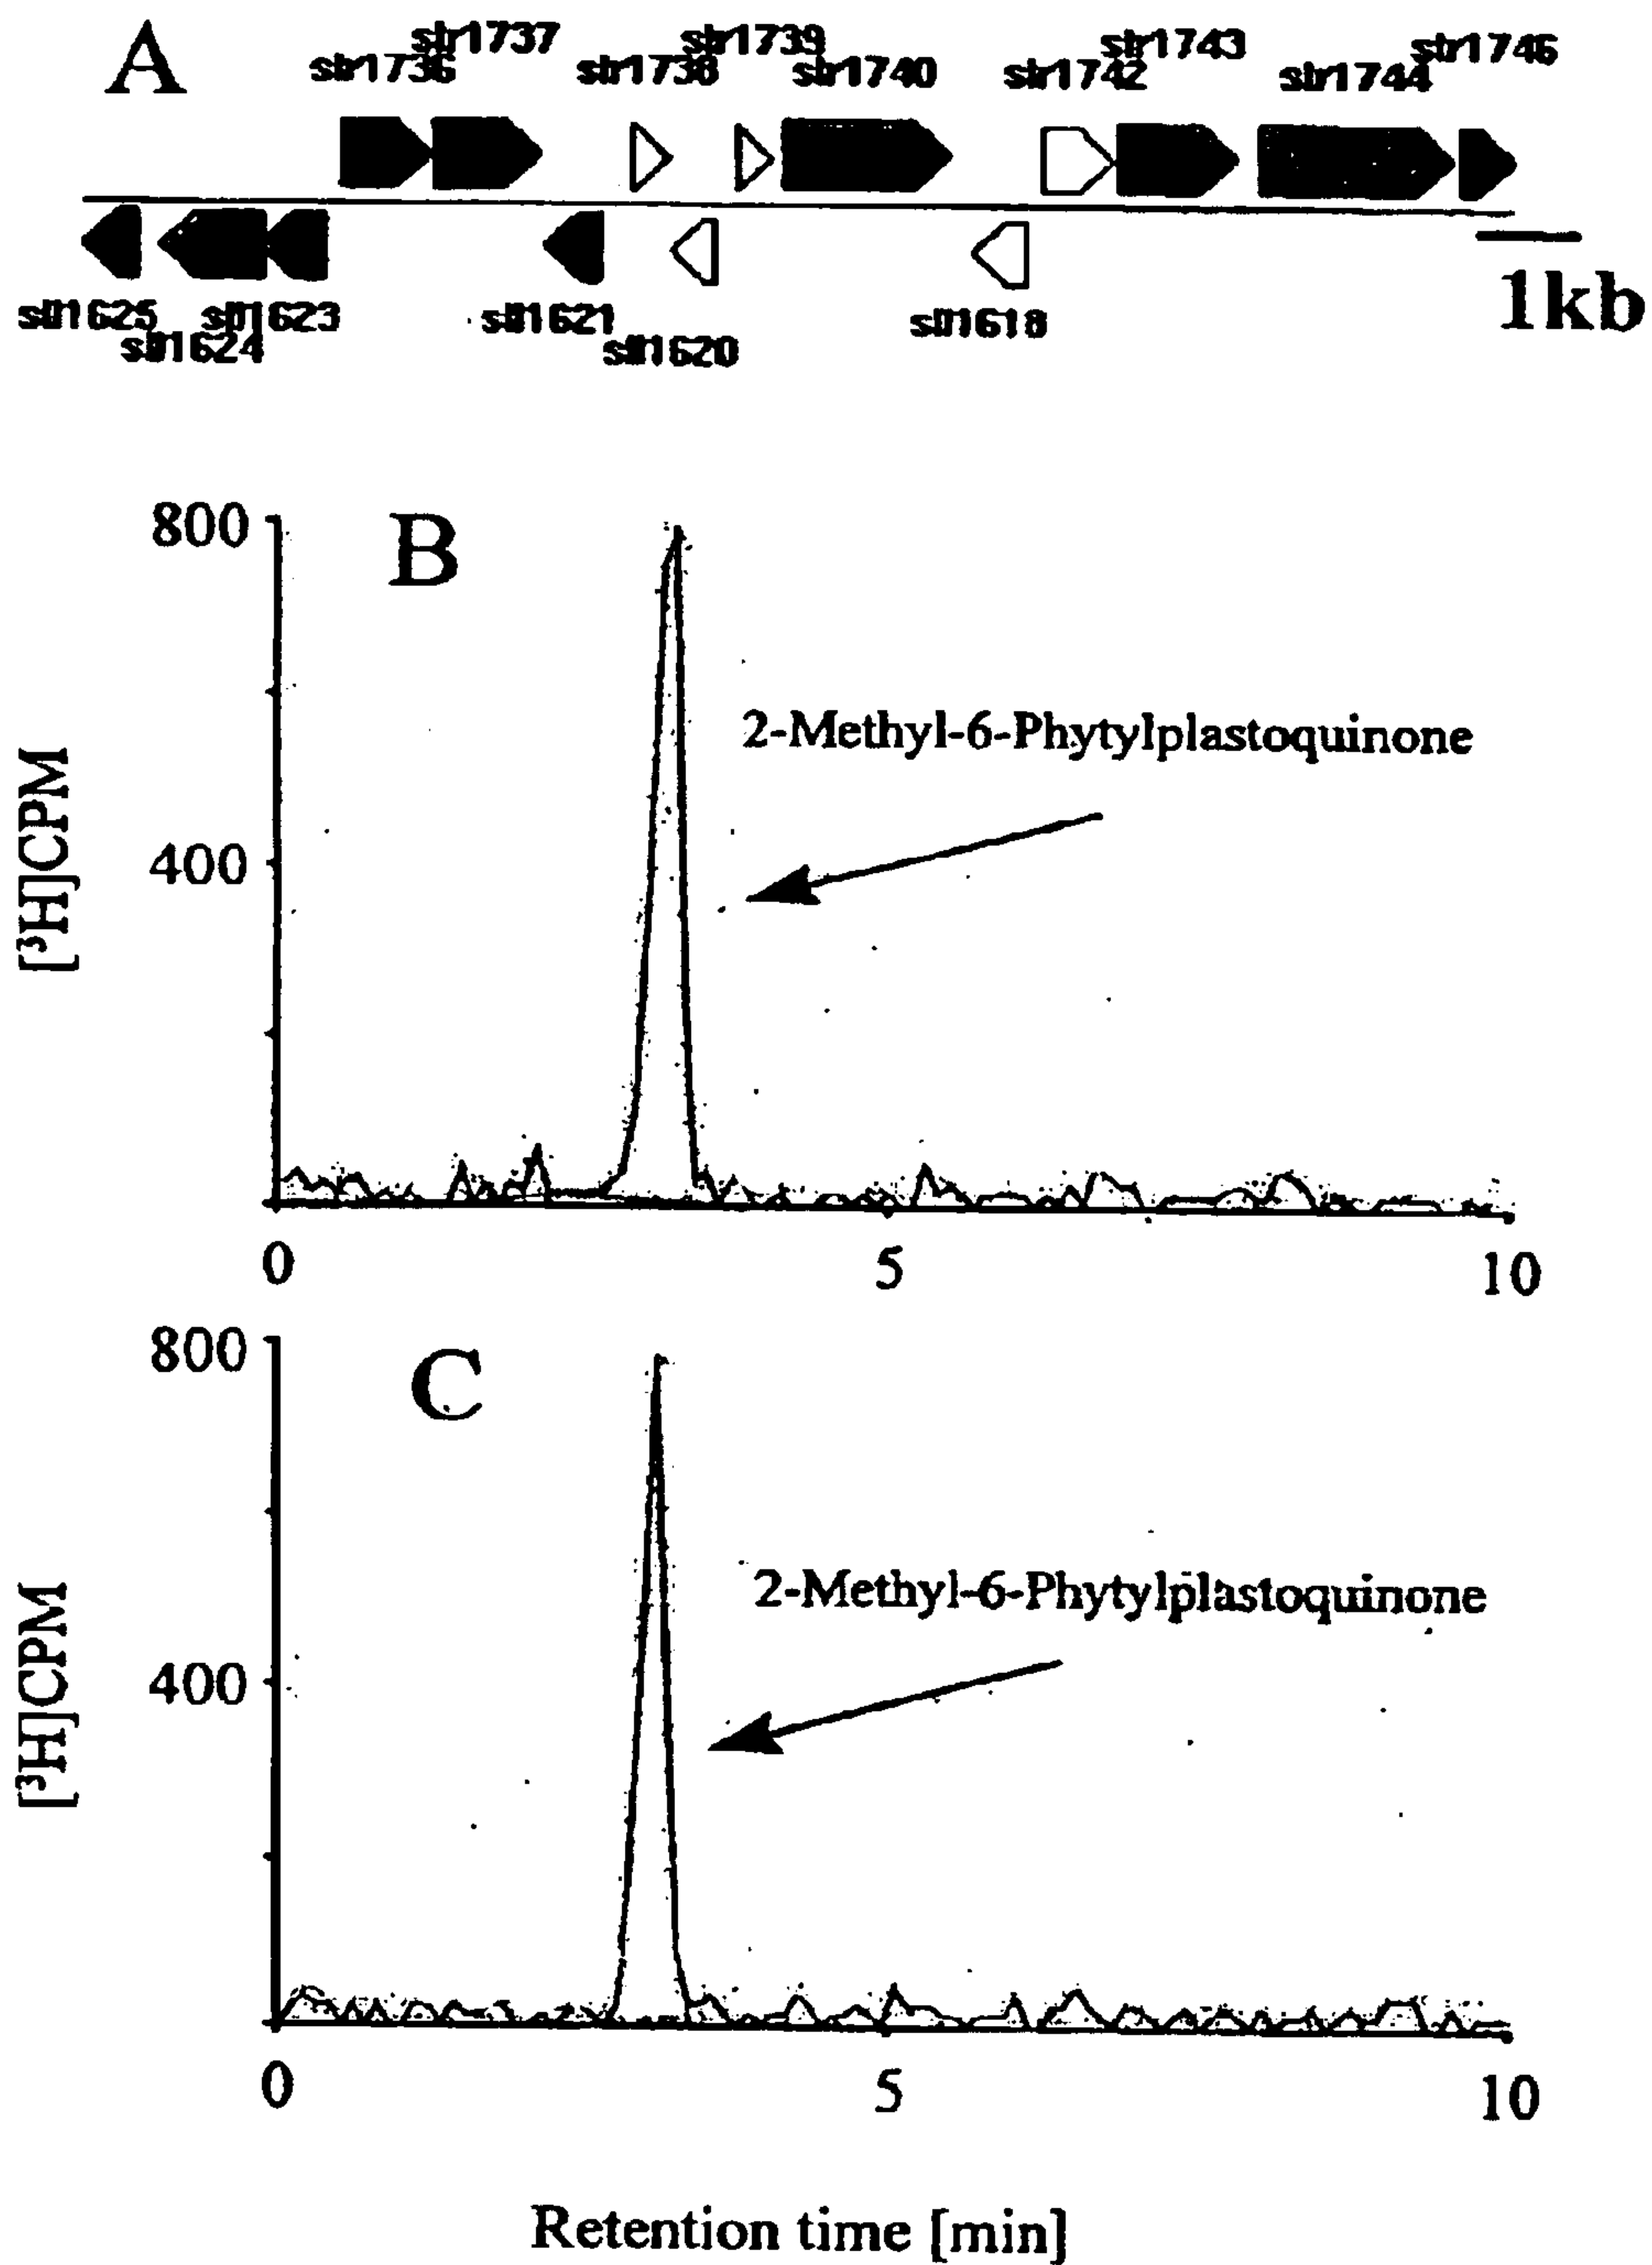 A
slr1737 slr1739 slr1743 slr1746
slr1736 slr1738 slr1740 slr1742 slr1744
1kb
sll1625 sll1623 sll1621 sll1618
sll1624 sll1620
800
B
2-Methyl-6-Phytylplastoquinone
400
[³H]CPM
0 5 10
800
C
2-Methyl-6-Phytylplastoquinone
400
[³H]CPM
0 5 10
Retention time [min]